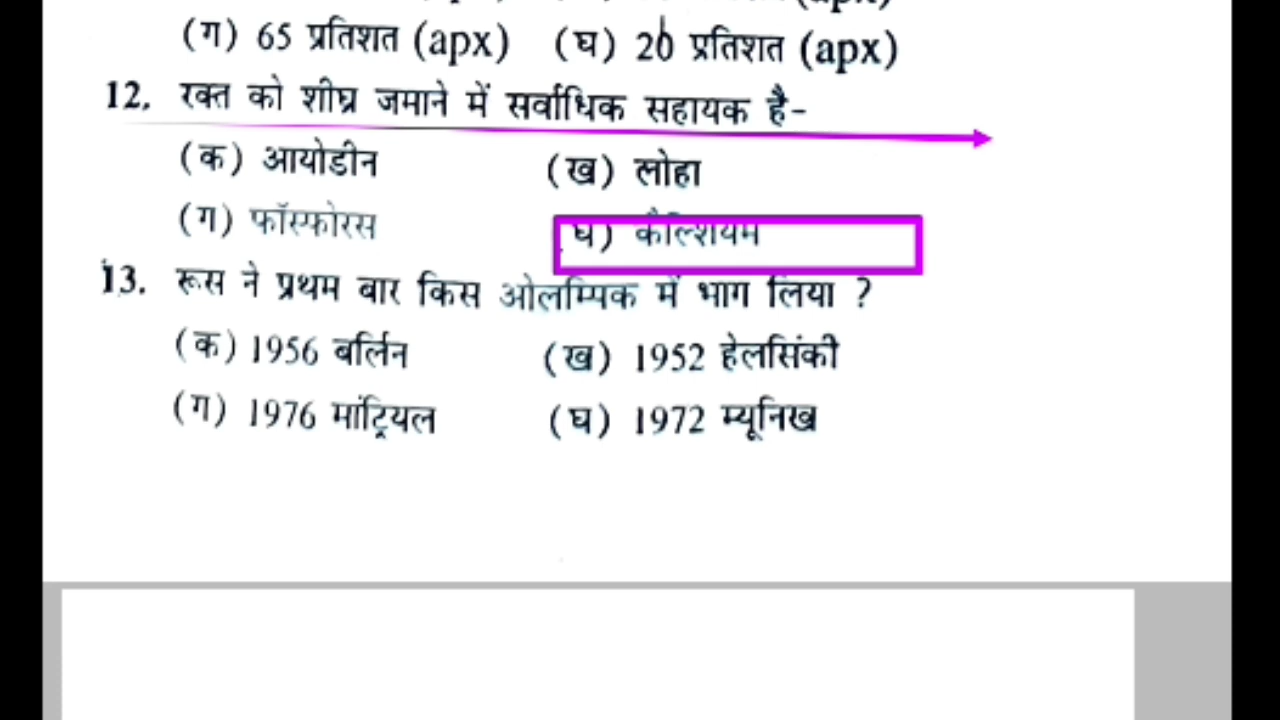 (apx)
(ग) 65 प्रतिशत (apx) (घ) 20 प्रतिशत (apx)
12. रक्त को शीघ्र जमाने में सर्वाधिक सहायक है-
(क) आयोडीन (ख) लोहा
(ग) फॉस्फोरस (घ) कैल्शियम
13. रूस ने प्रथम बार किस ओलम्पिक में भाग लिया ?
(क) 1956 बर्लिन (ख) 1952 हेलसिंकी
(ग) 1976 मांट्रियल (घ) 1972 म्यूनिख